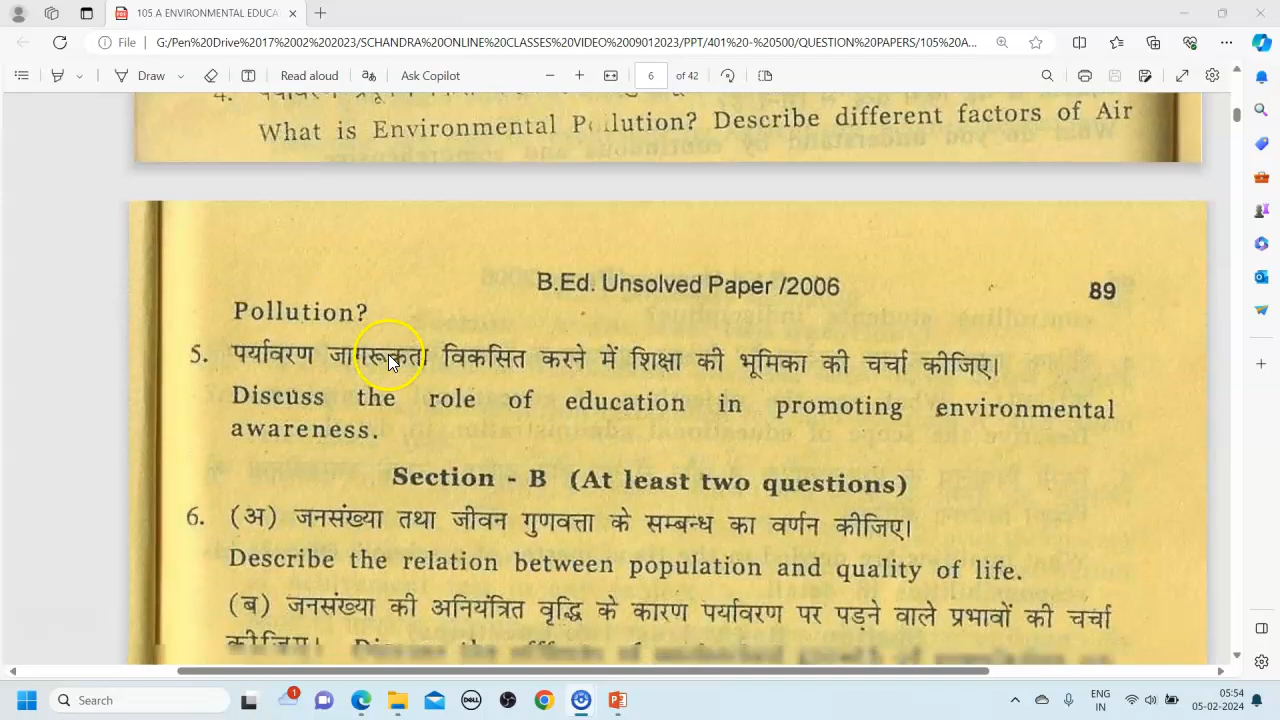 105 A ENVIRONMENTAL EDUCA
File
G:/Pen%20Drive%2017%2002%202023/SCHANDRA%20ONLINE%20CLASSES%20DVIDEO%2009012023/PPT/401%20-%20500/QUESTION%20PAPERS/105%20A...
Draw
Read aloud
Ask Copilot
6 of 42
What is Environmental Pollution? Describe different factors of Air
B.Ed. Unsolved Paper /2006
89
Pollution?
5. पर्यावरण जागरूकता विकसित करने में शिक्षा की भूमिका की चर्चा कीजिए।
Discuss the role of education in promoting environmental
awareness.
Section - B (At least two questions)
6. (अ) जनसंख्या तथा जीवन गुणवत्ता के सम्बन्ध का वर्णन कीजिए।
Describe the relation between population and quality of life.
(ब) जनसंख्या की अनियंत्रित वृद्धि के कारण पर्यावरण पर पड़ने वाले प्रभावों की चर्चा
कीजिए।
Search
1
DELL
ENG
IN
05:54
05-02-2024